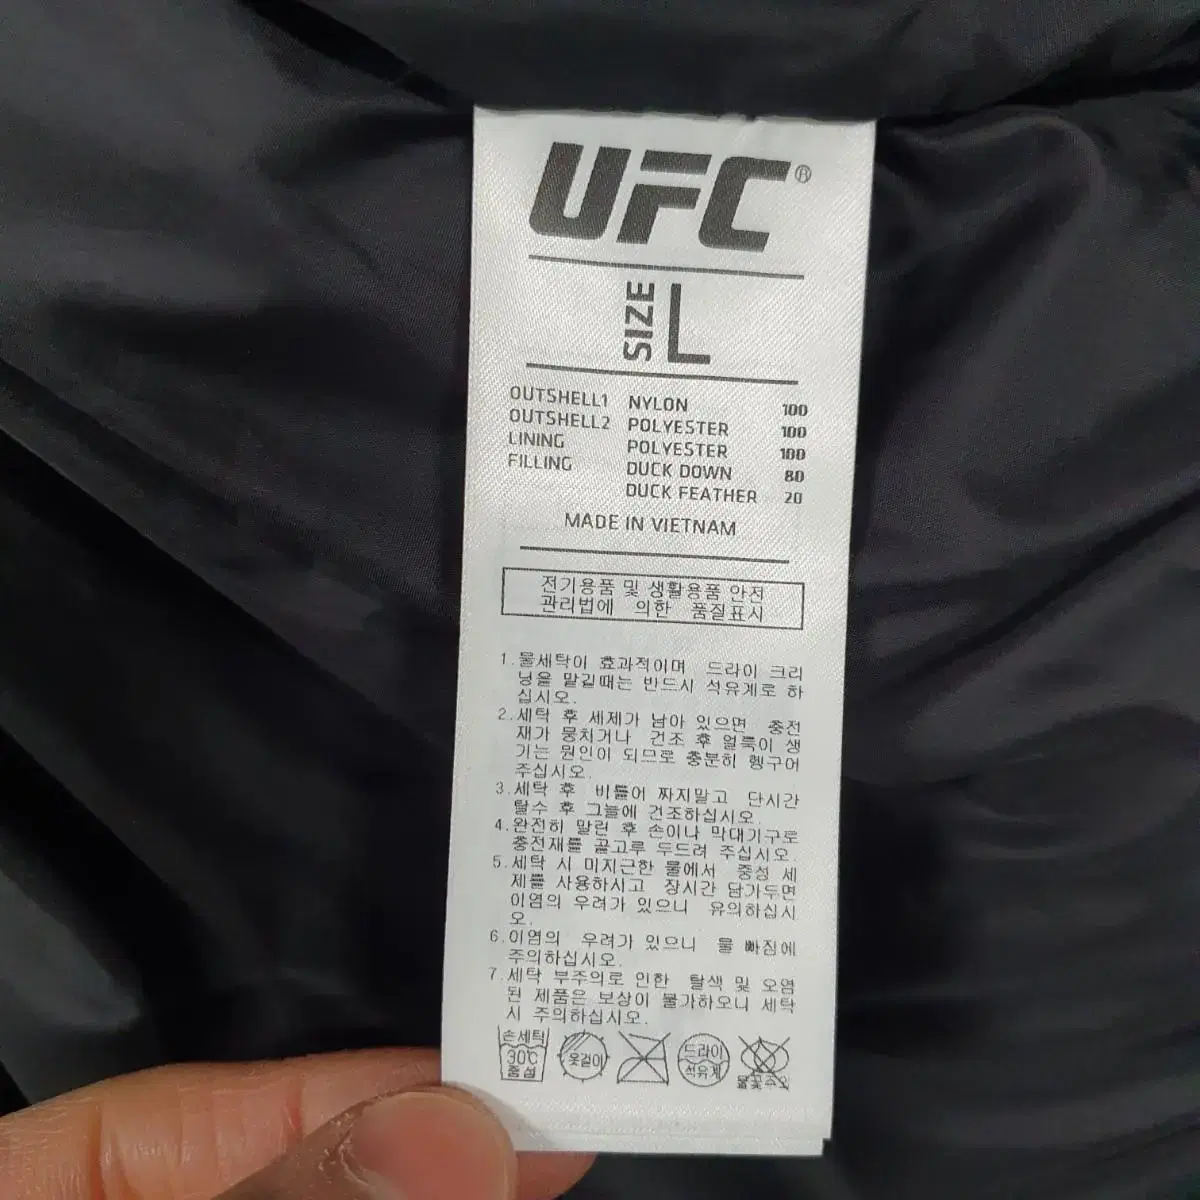 UFC®
SIZE L
OUTSHELL1 NYLON 100
OUTSHELL2 POLYESTER 100
LINING POLYESTER 100
FILLING DUCK DOWN 80
DUCK FEATHER 20
MADE IN VIETNAM
전기용품 및 생활용품 안전
관리법에 의한 품질표시
1.물세탁이 효과적이며 드라이 크리
닝을 맡길때는 반드시 석유계로 하
십시오.
2.세탁 후 세제가 남아 있으면 충전
재가 뭉치거나 건조 후 얼룩이 생
기는 원인이 되므로 충분히 헹구어
주십시오.
3.세탁 후 비틀어 짜지말고 단시간
탈수 후 그늘에 건조하십시오.
4.완전히 말린 후 손이나 막대기구로
충전재를 골고루 두드려 주십시오.
5.세탁 시 미지근한 물에서 중성 세
제를 사용하시고 장시간 담가두면
이염의 우려가 있으니 유의하십시
오.
6.이염의 우려가 있으니 물 빠짐에
주의하십시오.
7.세탁 부주의로 인한 탈색 및 오염
된 제품은 보상이 불가하오니 세탁
시 주의하십시오.
손세탁 30℃ 중성
옷걸이
드라이 석유계